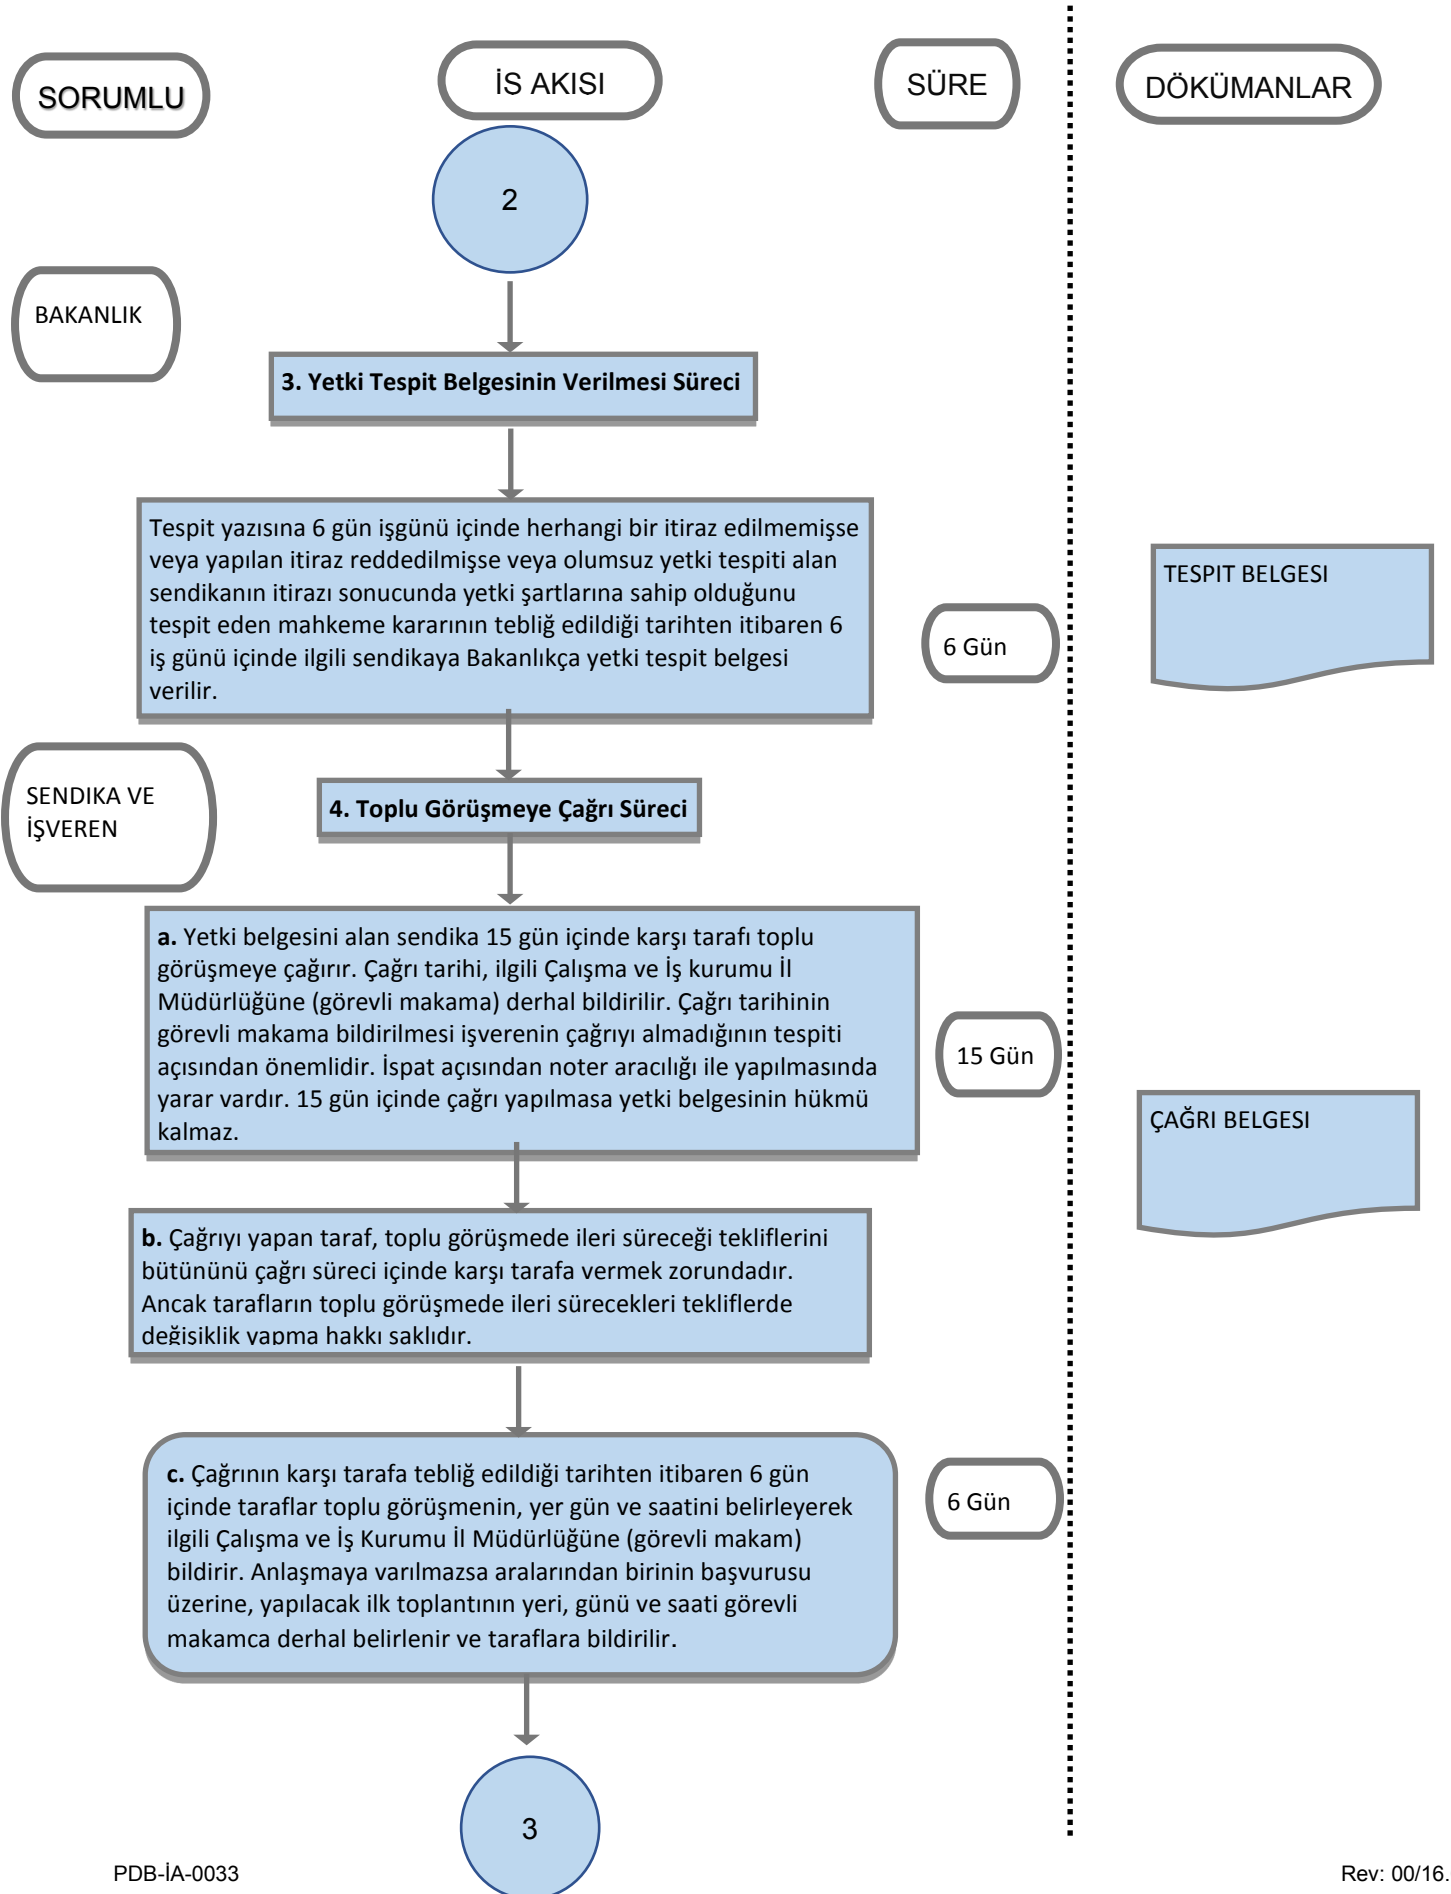 SORUMLU
İS AKISI
SÜRE
DÖKÜMANLAR
2
BAKANLIK
3. Yetki Tespit Belgesinin Verilmesi Süreci
Tespit yazısına 6 gün işgünü içinde herhangi bir itiraz edilmemişse
veya yapılan itiraz reddedilmişse veya olumsuz yetki tespiti alan
sendikanın itirazı sonucunda yetki şartlarına sahip olduğunu
tespit eden mahkeme kararının tebliğ edildiği tarihten itibaren 6
iş günü içinde ilgili sendikaya Bakanlıkça yetki tespit belgesi
verilir.
6 Gün
TESPIT BELGESI
SENDIKA VE
İŞVEREN
4. Toplu Görüşmeye Çağrı Süreci
a. Yetki belgesini alan sendika 15 gün içinde karşı tarafı toplu
görüşmeye çağırır. Çağrı tarihi, ilgili Çalışma ve İş kurumu İl
Müdürlüğüne (görevli makama) derhal bildirilir. Çağrı tarihinin
görevli makama bildirilmesi işverenin çağrıyı almadığının tespiti
açısından önemlidir. İspat açısından noter aracılığı ile yapılmasında
yarar vardır. 15 gün içinde çağrı yapılmasa yetki belgesinin hükmü
kalmaz.
15 Gün
ÇAĞRI BELGESI
b. Çağrıyı yapan taraf, toplu görüşmede ileri süreceği tekliflerini
bütününü çağrı süreci içinde karşı tarafa vermek zorundadır.
Ancak tarafların toplu görüşmede ileri sürecekleri tekliflerde
değişiklik yapma hakkı saklıdır.
c. Çağrının karşı tarafa tebliğ edildiği tarihten itibaren 6 gün
içinde taraflar toplu görüşmenin, yer gün ve saatini belirleyerek
ilgili Çalışma ve İş Kurumu İl Müdürlüğüne (görevli makam)
bildirir. Anlaşmaya varılmazsa aralarından birinin başvurusu
üzerine, yapılacak ilk toplantının yeri, günü ve saati görevli
makamca derhal belirlenir ve taraflara bildirilir.
6 Gün
3
PDB-İA-0033
Rev: 00/16.